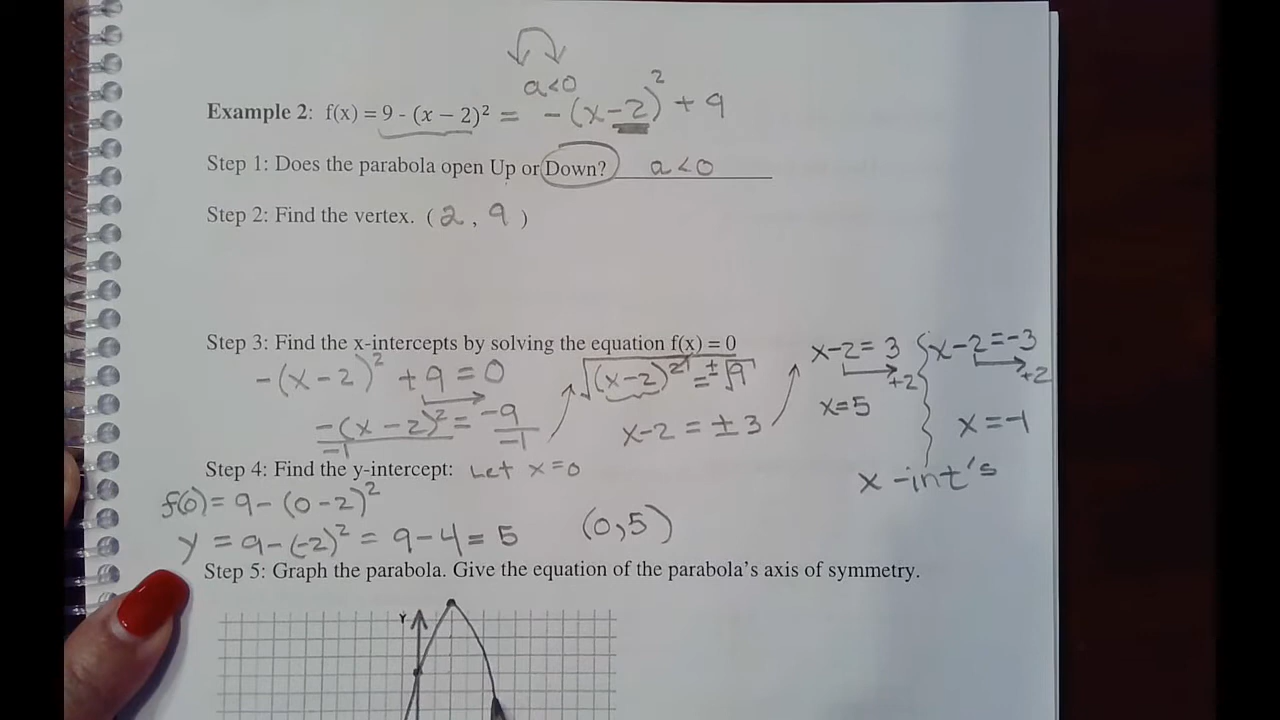 a<0
Example 2: f(x) = 9 - (x – 2)² = -(x-2)² + 9
Step 1: Does the parabola open Up or Down? a<0
Step 2: Find the vertex. (2, 9)
Step 3: Find the x-intercepts by solving the equation f(x) = 0
-(x-2)² + 9 = 0
-(x-2)²/-1 = -9/-1
√(x-2)² = ±√9
x-2 = ±3
x-2=3
+2
x=5
x-2=-3
+2
x=-1
x-int's
Step 4: Find the y-intercept: Let x=0
f(0) = 9-(0-2)²
y = 9-(-2)² = 9-4 = 5 (0,5)
Step 5: Graph the parabola. Give the equation of the parabola's axis of symmetry.
Y